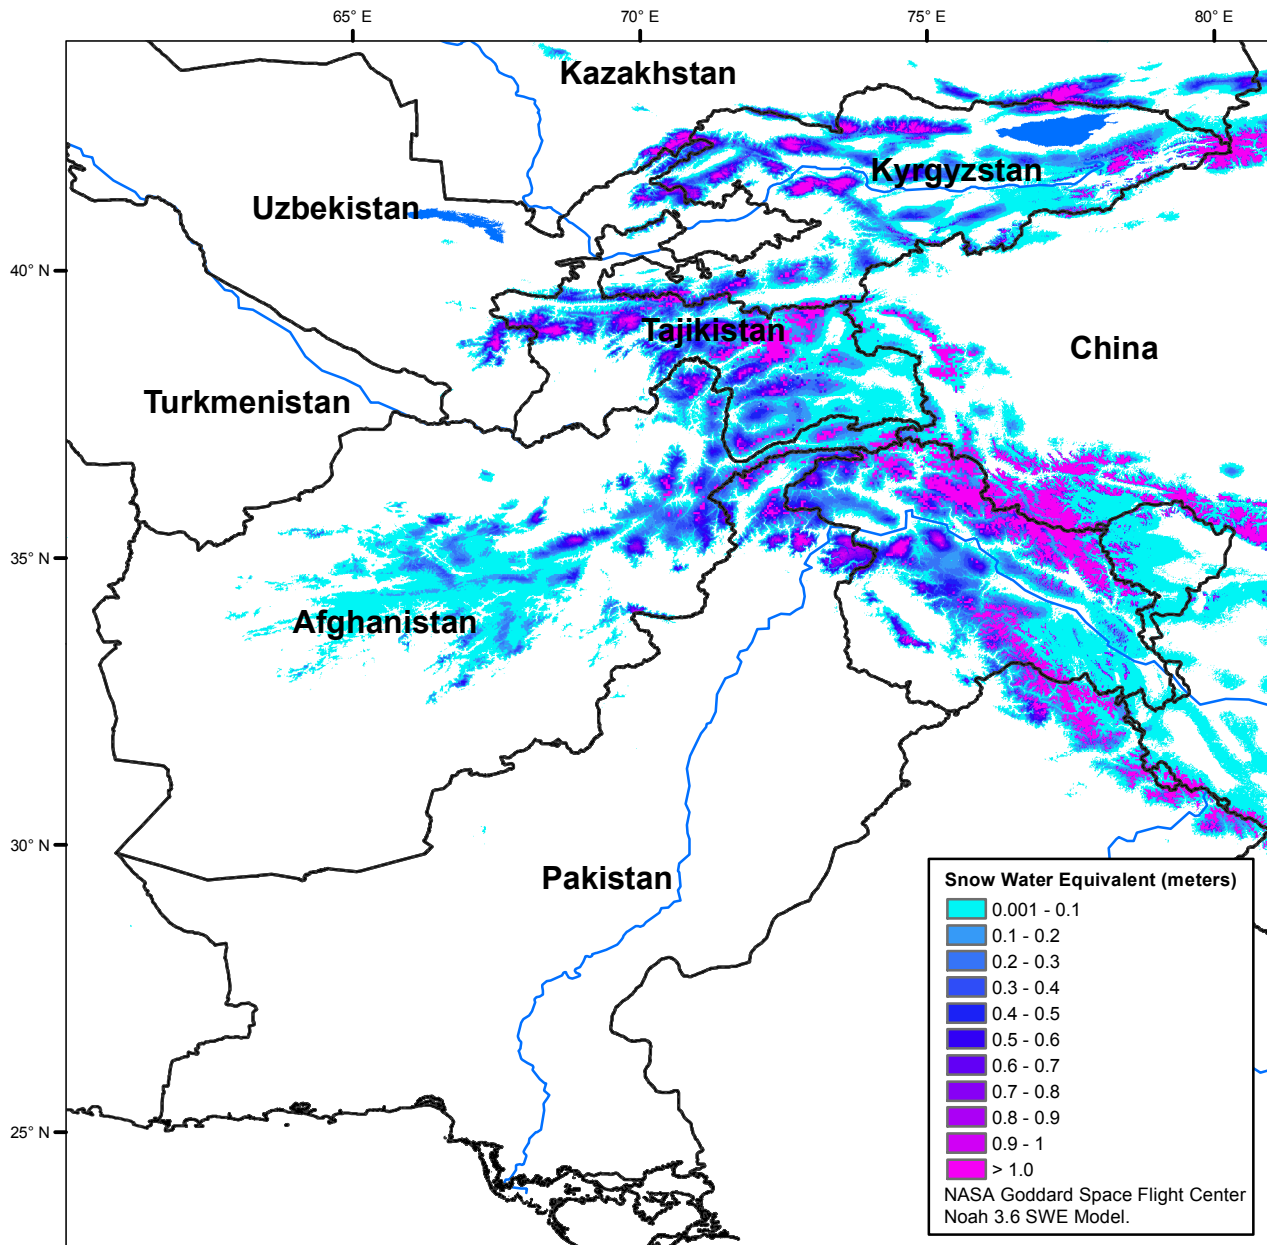 65° E
70° E
75° E
80° E
Kazakhstan
Kyrgyzstan
Uzbekistan
40° N
Tajikistan
China
Turkmenistan
35° N
Afghanistan
30° N
Pakistan
Snow Water Equivalent (meters)
0.001 - 0.1
0.1 - 0.2
0.2 - 0.3
0.3 - 0.4
0.4 - 0.5
0.5 - 0.6
0.6 - 0.7
0.7 - 0.8
0.8 - 0.9
0.9 - 1
> 1.0
NASA Goddard Space Flight Center
Noah 3.6 SWE Model.
25° N